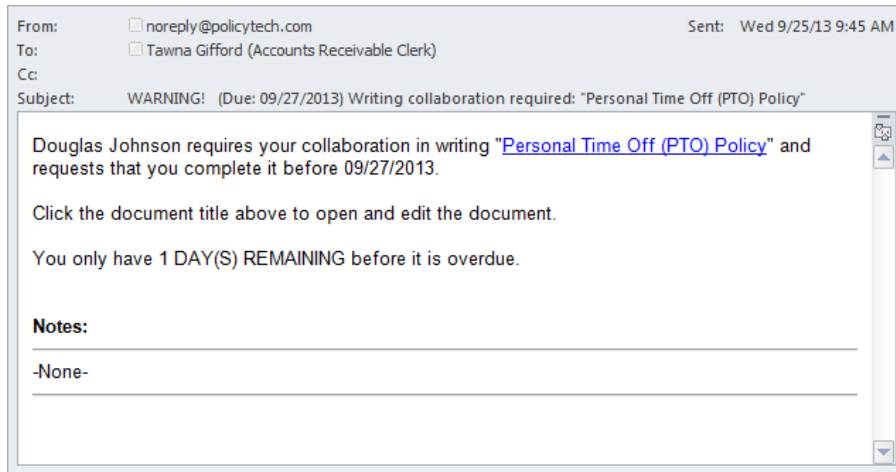 From: noreply@policytech.com Sent: Wed 9/25/13 9:45 AM
To: Tawna Gifford (Accounts Receivable Clerk)
Cc:
Subject: WARNING! (Due: 09/27/2013) Writing collaboration required: "Personal Time Off (PTO) Policy"
Douglas Johnson requires your collaboration in writing "Personal Time Off (PTO) Policy" and
requests that you complete it before 09/27/2013.
Click the document title above to open and edit the document.
You only have 1 DAY(S) REMAINING before it is overdue.
Notes:
-None-